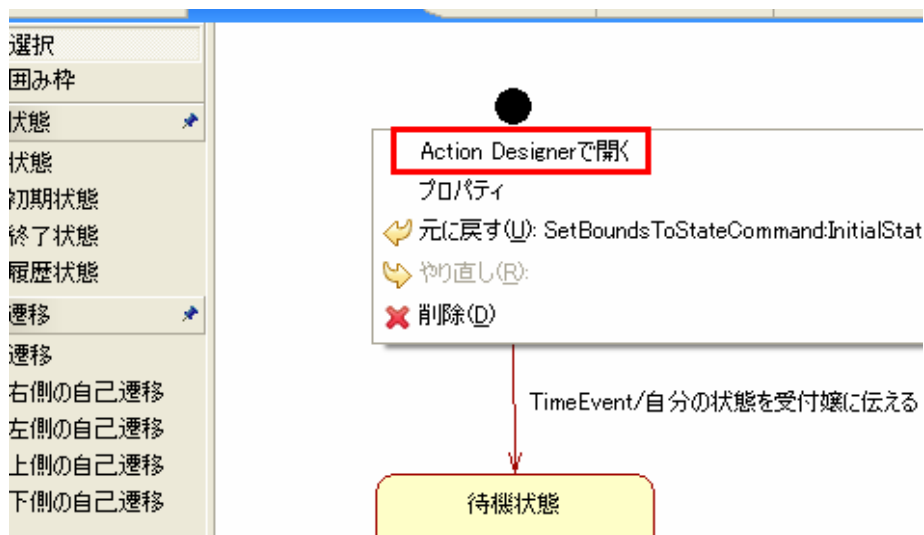 選択
囲み枠
状態
状態
初期状態
終了状態
履歴状態
遷移
遷移
右側の自己遷移
左側の自己遷移
上側の自己遷移
下側の自己遷移
Action Designerで開く
プロパティ
元に戻す(U): SetBoundsToStateCommand:InitialStat
やり直し(R):
削除(D)
TimeEvent/自分の状態を受付嬢に伝える
待機状態